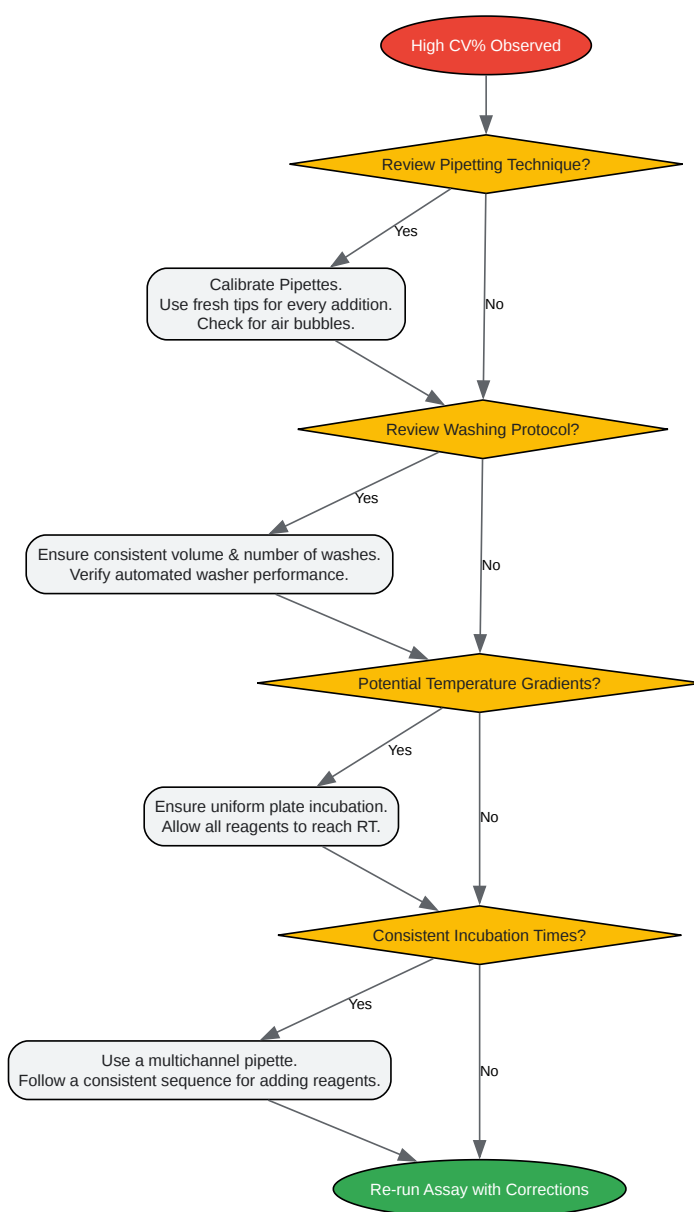 High CV% Observed
Review Pipetting Technique?
Yes
Calibrate Pipettes.
Use fresh tips for every addition.
Check for air bubbles.
No
Review Washing Protocol?
Yes
Ensure consistent volume & number of washes.
Verify automated washer performance.
No
Potential Temperature Gradients?
Yes
Ensure uniform plate incubation.
Allow all reagents to reach RT.
No
Consistent Incubation Times?
Yes
Use a multichannel pipette.
Follow a consistent sequence for adding reagents.
No
Re-run Assay with Corrections